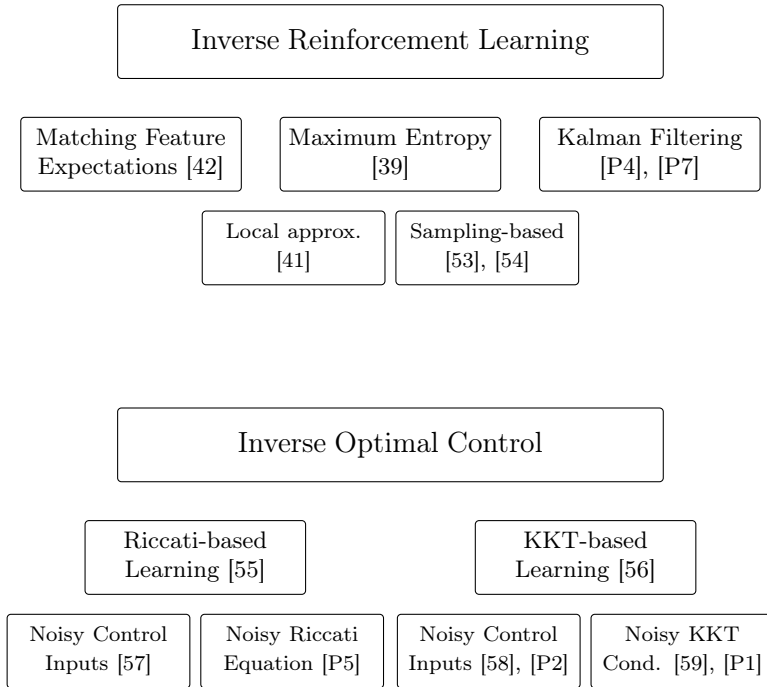 Inverse Reinforcement Learning
Matching Feature
Expectations [42]
Maximum Entropy
[39]
Kalman Filtering
[P4], [P7]
Local approx.
[41]
Sampling-based
[53], [54]
Inverse Optimal Control
Riccati-based
Learning [55]
KKT-based
Learning [56]
Noisy Control
Inputs [57]
Noisy Riccati
Equation [P5]
Noisy Control
Inputs [58], [P2]
Noisy KKT
Cond. [59], [P1]